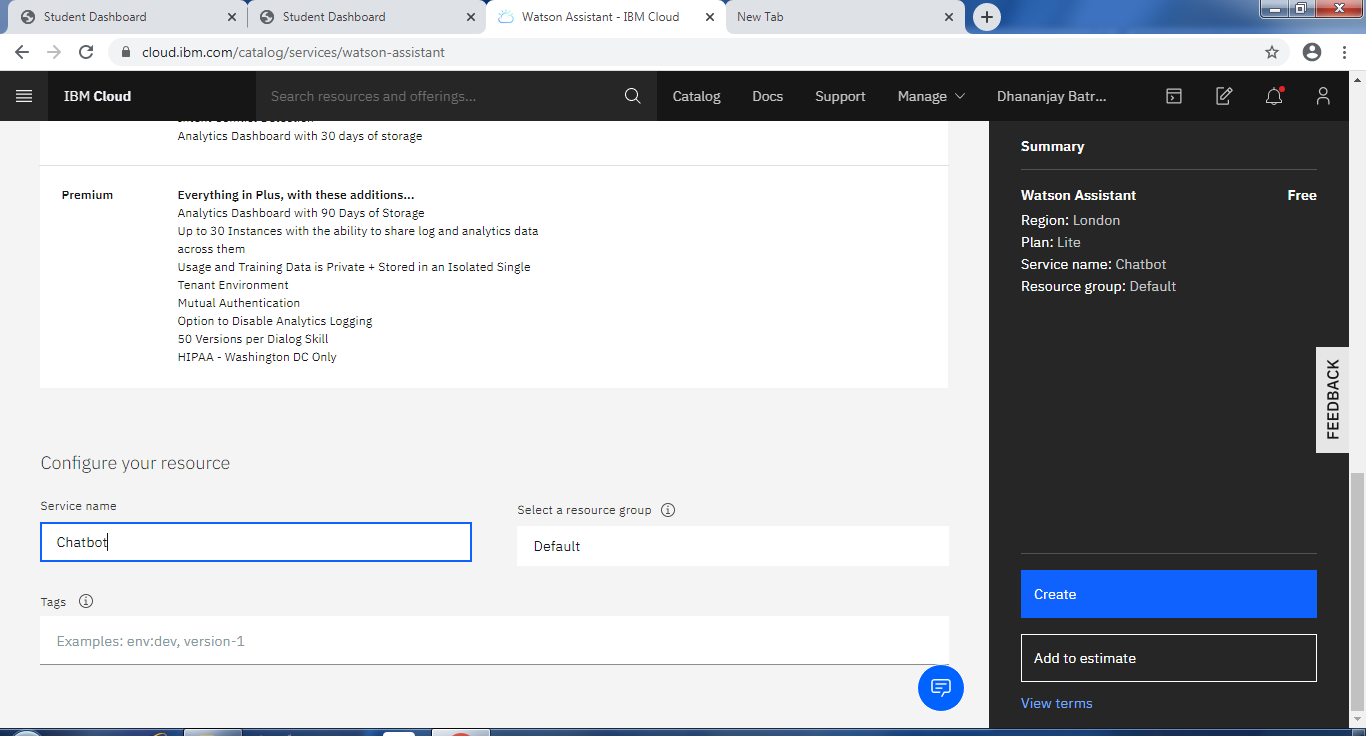 Student Dashboard
Student Dashboard
Watson Assistant - IBM Cloud
New Tab
cloud.ibm.com/catalog/services/watson-assistant
IBM Cloud
Search resources and offerings...
Catalog
Docs
Support
Manage
Dhananjay Batr...
Analytics Dashboard with 30 days of storage
Premium
Everything in Plus, with these additions...
Analytics Dashboard with 90 Days of Storage
Up to 30 Instances with the ability to share log and analytics data
across them
Usage and Training Data is Private + Stored in an Isolated Single
Tenant Environment
Mutual Authentication
Option to Disable Analytics Logging
50 Versions per Dialog Skill
HIPAA - Washington DC Only
Configure your resource
Service name
Chatbot
Select a resource group
Default
Tags
Examples: env:dev, version-1
Summary
Watson Assistant
Free
Region: London
Plan: Lite
Service name: Chatbot
Resource group: Default
FEEDBACK
Create
Add to estimate
View terms